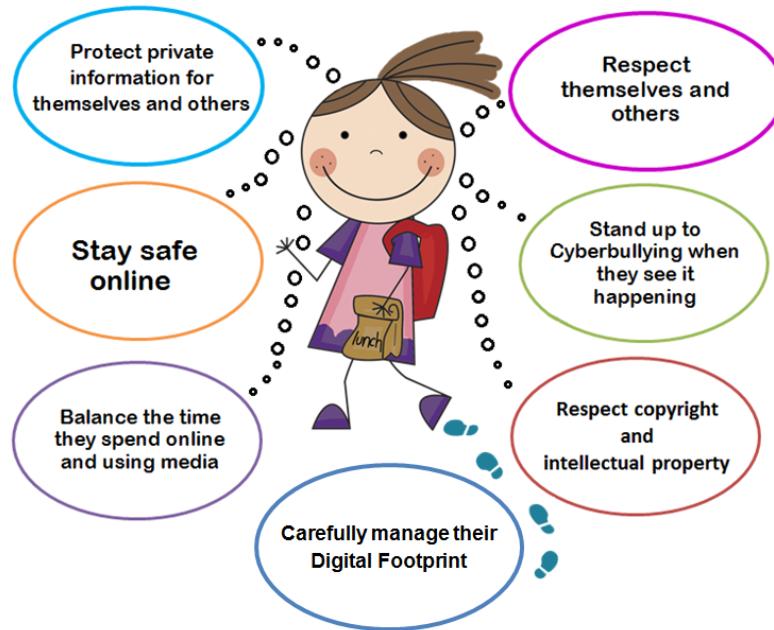 Protect private
information for
themselves and others
Respect
themselves and
others
Stay safe
online
Stand up to
Cyberbullying when
they see it
happening
lunch
Balance the time
they spend online
and using media
Respect copyright
and
intellectual property
Carefully manage their
Digital Footprint